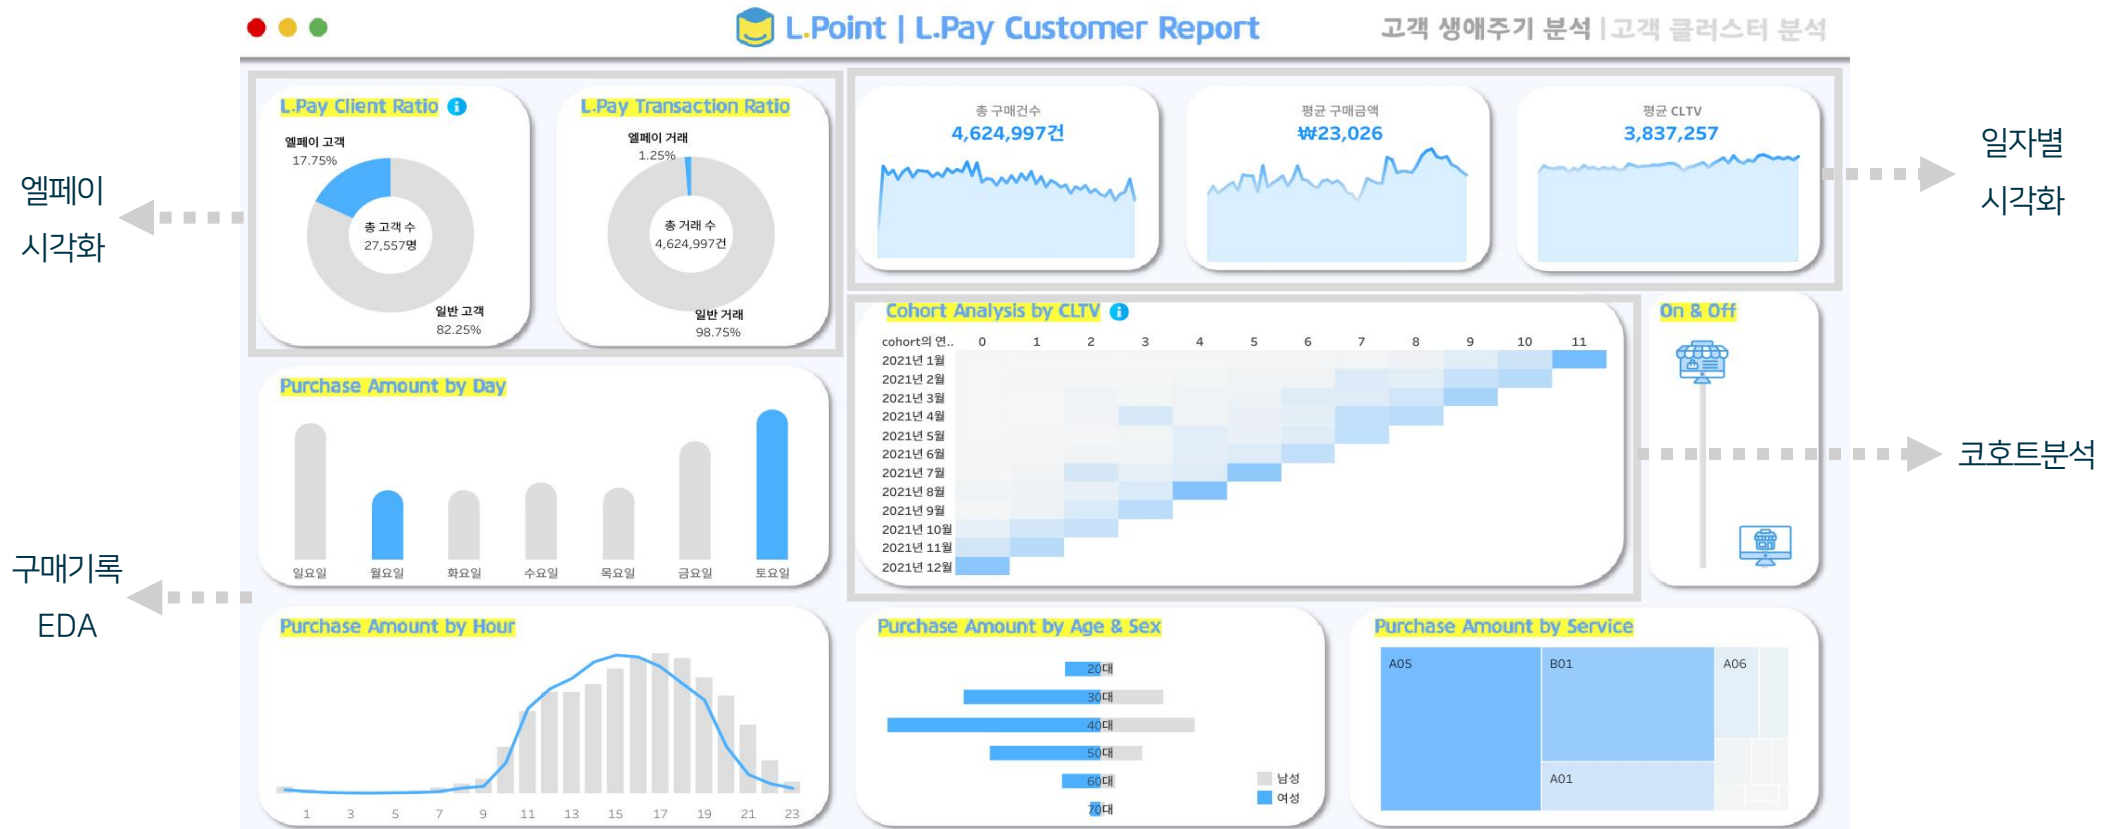 L.Point | L.Pay Customer Report
고객 생애주기 분석 | 고객 클러스터 분석
엘페이
시각화
L.Pay Client Ratio
엘페이 고객
17.75%
총 고객 수
27,557명
일반 고객
82.25%
L.Pay Transaction Ratio
엘페이 거래
1.25%
총 거래 수
4,624,997건
일반 거래
98.75%
총 구매건수
4,624,997건
평균 구매금액
₩23,026
평균 CLTV
3,837,257
일자별
시각화
Purchase Amount by Day
일요일 월요일 화요일 수요일 목요일 금요일 토요일
Cohort Analysis by CLTV
cohort의 연.. 0 1 2 3 4 5 6 7 8 9 10 11
2021년 1월
2021년 2월
2021년 3월
2021년 4월
2021년 5월
2021년 6월
2021년 7월
2021년 8월
2021년 9월
2021년 10월
2021년 11월
2021년 12월
On & Off
코호트분석
구매기록
EDA
Purchase Amount by Hour
1 3 5 7 9 11 13 15 17 19 21 23
Purchase Amount by Age & Sex
20대
30대
40대
50대
60대
70대
남성
여성
Purchase Amount by Service
A05 B01 A06
A01